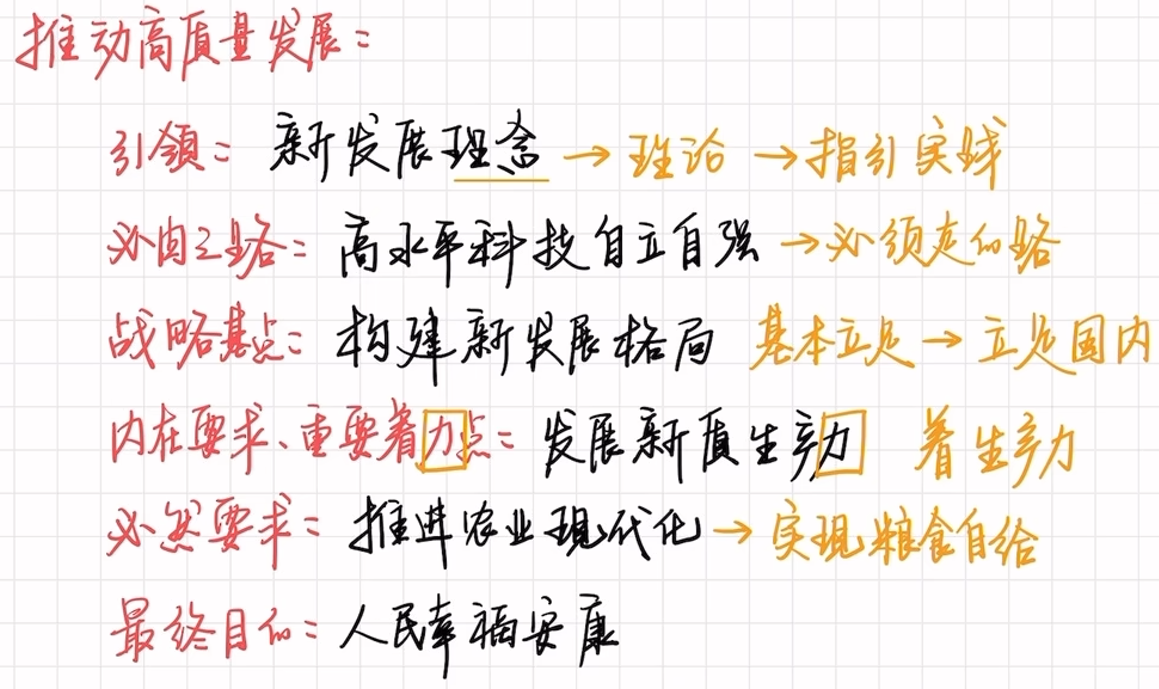 推动高质量发展：
引领：新发展理念→理论→指引实践
必由之路：高水平科技自立自强→必须走的路
战略基点：构建新发展格局 基本立足→立足国内
内在要求、重要着力点：发展新质生产力 着生产力
必然要求：推进农业现代化→实现粮食自给
最终目的：人民幸福安康